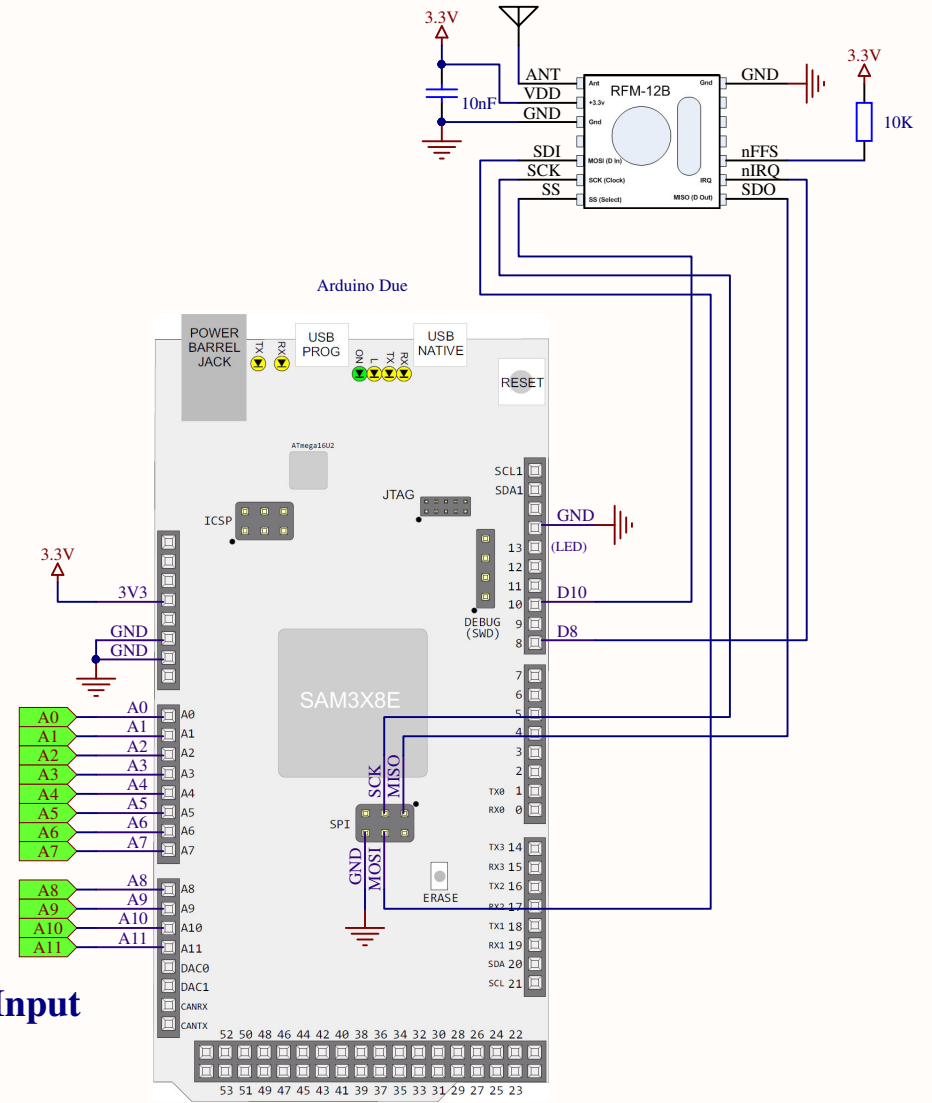 3.3V
10nF
ANT
VDD
GND
SDI
SCK
SS
RFM-12B
Ant
+3.3v
Gnd
MOSI (D In)
SCK (Clock)
SS (Select)
Gnd
IRQ
MISO (D Out)
GND
nFFS
nIRQ
SDO
3.3V
10K
Arduino Due
POWER
BARREL
JACK
TX
RX
USB
PROG
ON
L
TX
RX
USB
NATIVE
RESET
ATmega16U2
ICSP
JTAG
DEBUG
(SWD)
SCL1
SDA1
GND
13
(LED)
12
11
10
D10
9
8
D8
3.3V
3V3
GND
GND
SAM3X8E
7
6
5
4
3
2
TX0 1
RX0 0
A0 A0 A0
A1 A1 A1
A2 A2 A2
A3 A3 A3
A4 A4 A4
A5 A5 A5
A6 A6 A6
A7 A7 A7
SCK
MISO
SPI
GND
MOSI
ERASE
TX3 14
RX3 15
TX2 16
RX2 17
TX1 18
RX1 19
SDA 20
SCL 21
A8 A8 A8
A9 A9 A9
A10 A10 A10
A11 A11 A11
DAC0
DAC1
CANRX
CANTX
Input
52 50 48 46 44 42 40 38 36 34 32 30 28 26 24 22
53 51 49 47 45 43 41 39 37 35 33 31 29 27 25 23